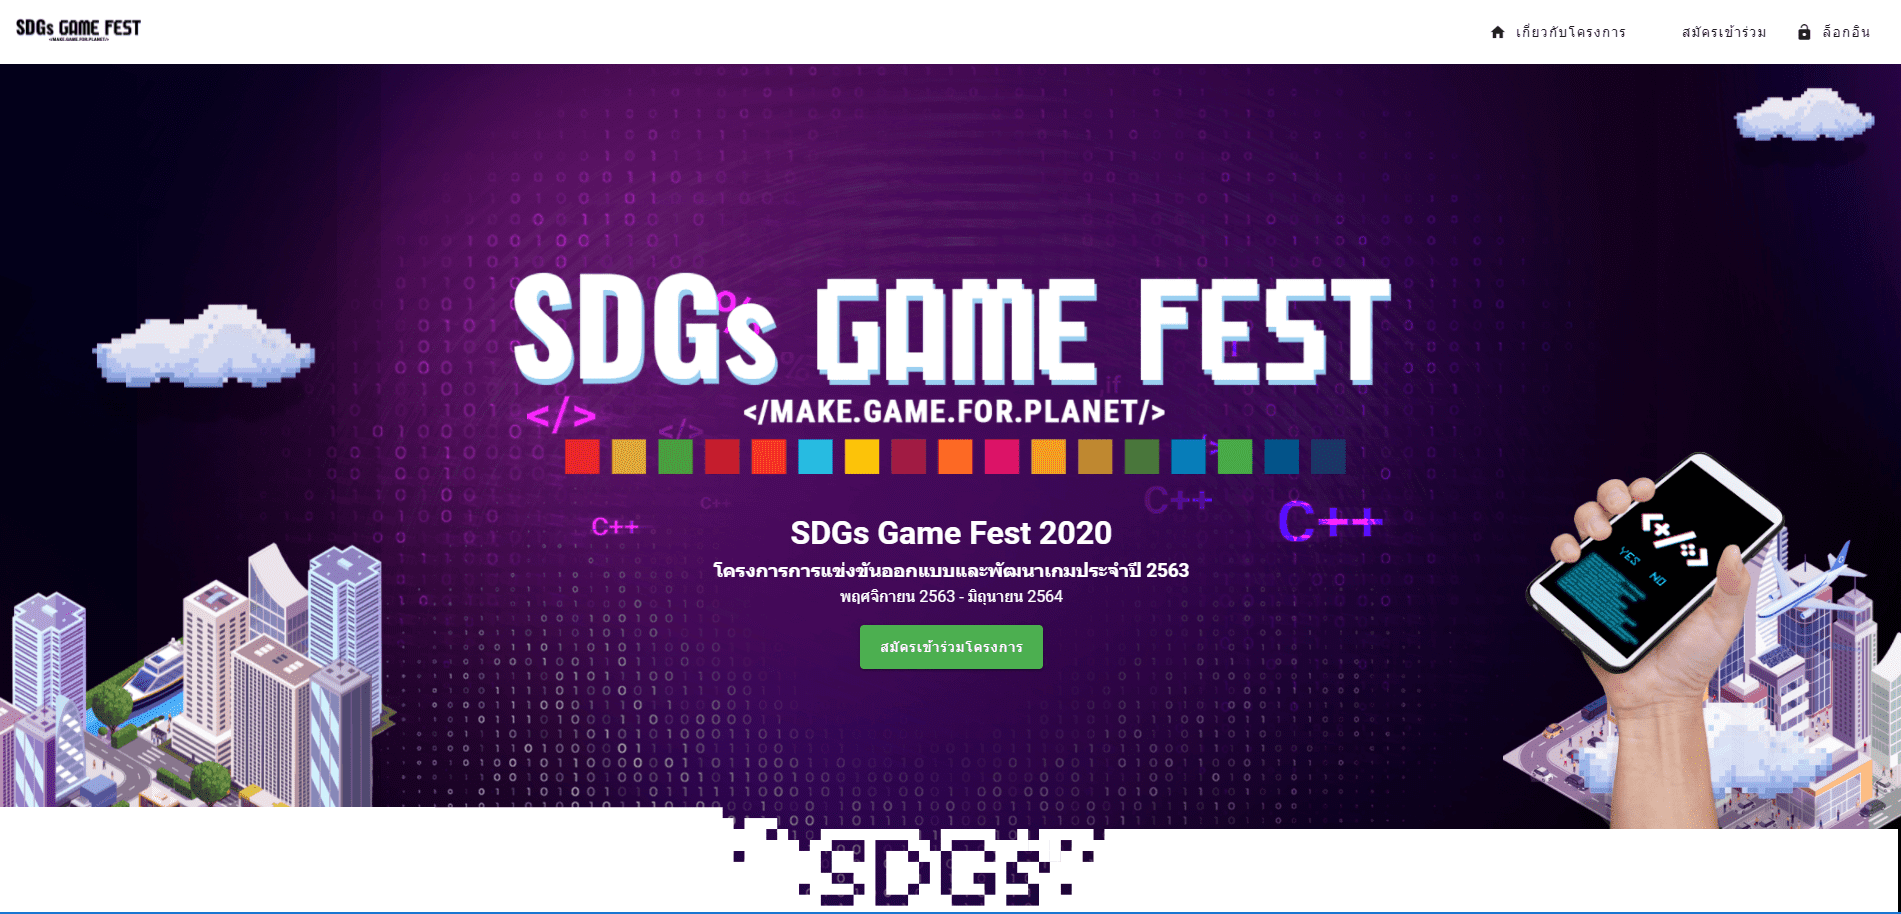 SDGs GAME FEST
</MAKE.GAME.FOR.PLANET/>
เกี่ยวกับโครงการ
สมัครเข้าร่วม
ล็อกอิน
SDGs GAME FEST
</MAKE.GAME.FOR.PLANET/>
</>
</>
if
C++
C++
C++
C++
SDGs Game Fest 2020
โครงการการแข่งขันออกแบบและพัฒนาเกมประจำปี 2563
พฤศจิกายน 2563 - มิถุนายน 2564
สมัครเข้าร่วมโครงการ
YES NO
SDGs